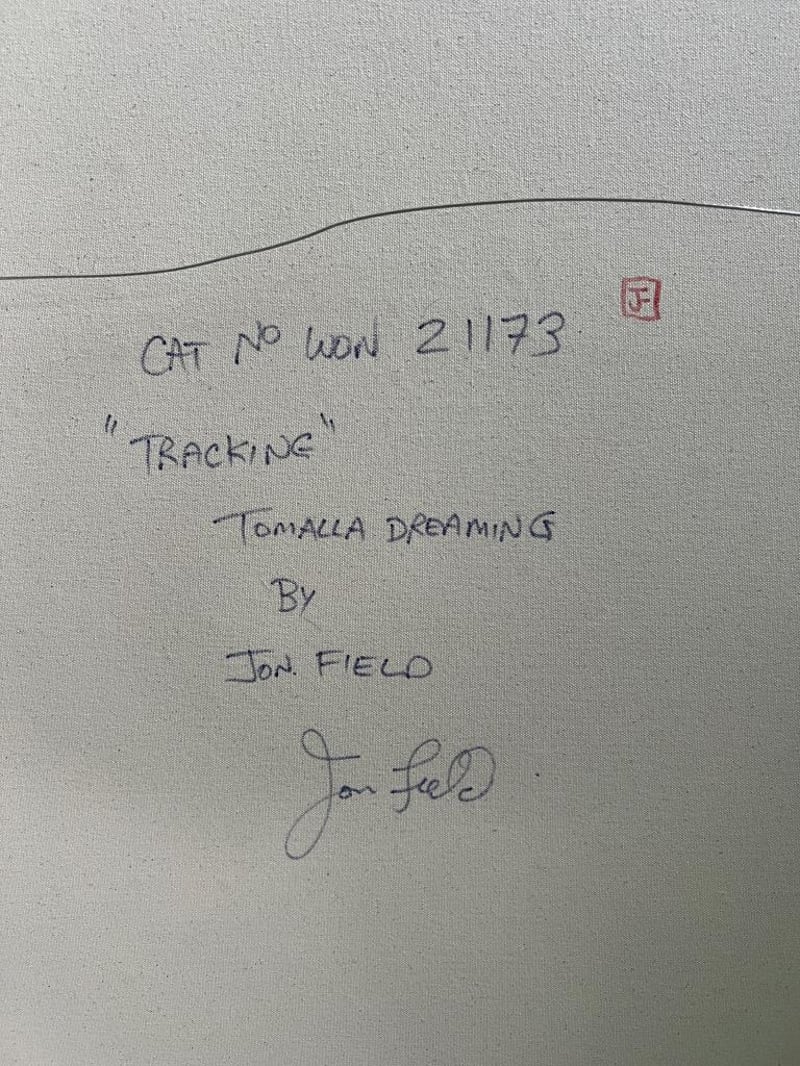 JF
CAT NO WON 21173
"TRACKING"
TOMALLA DREAMING
BY
JON. FIELD
Jon Field